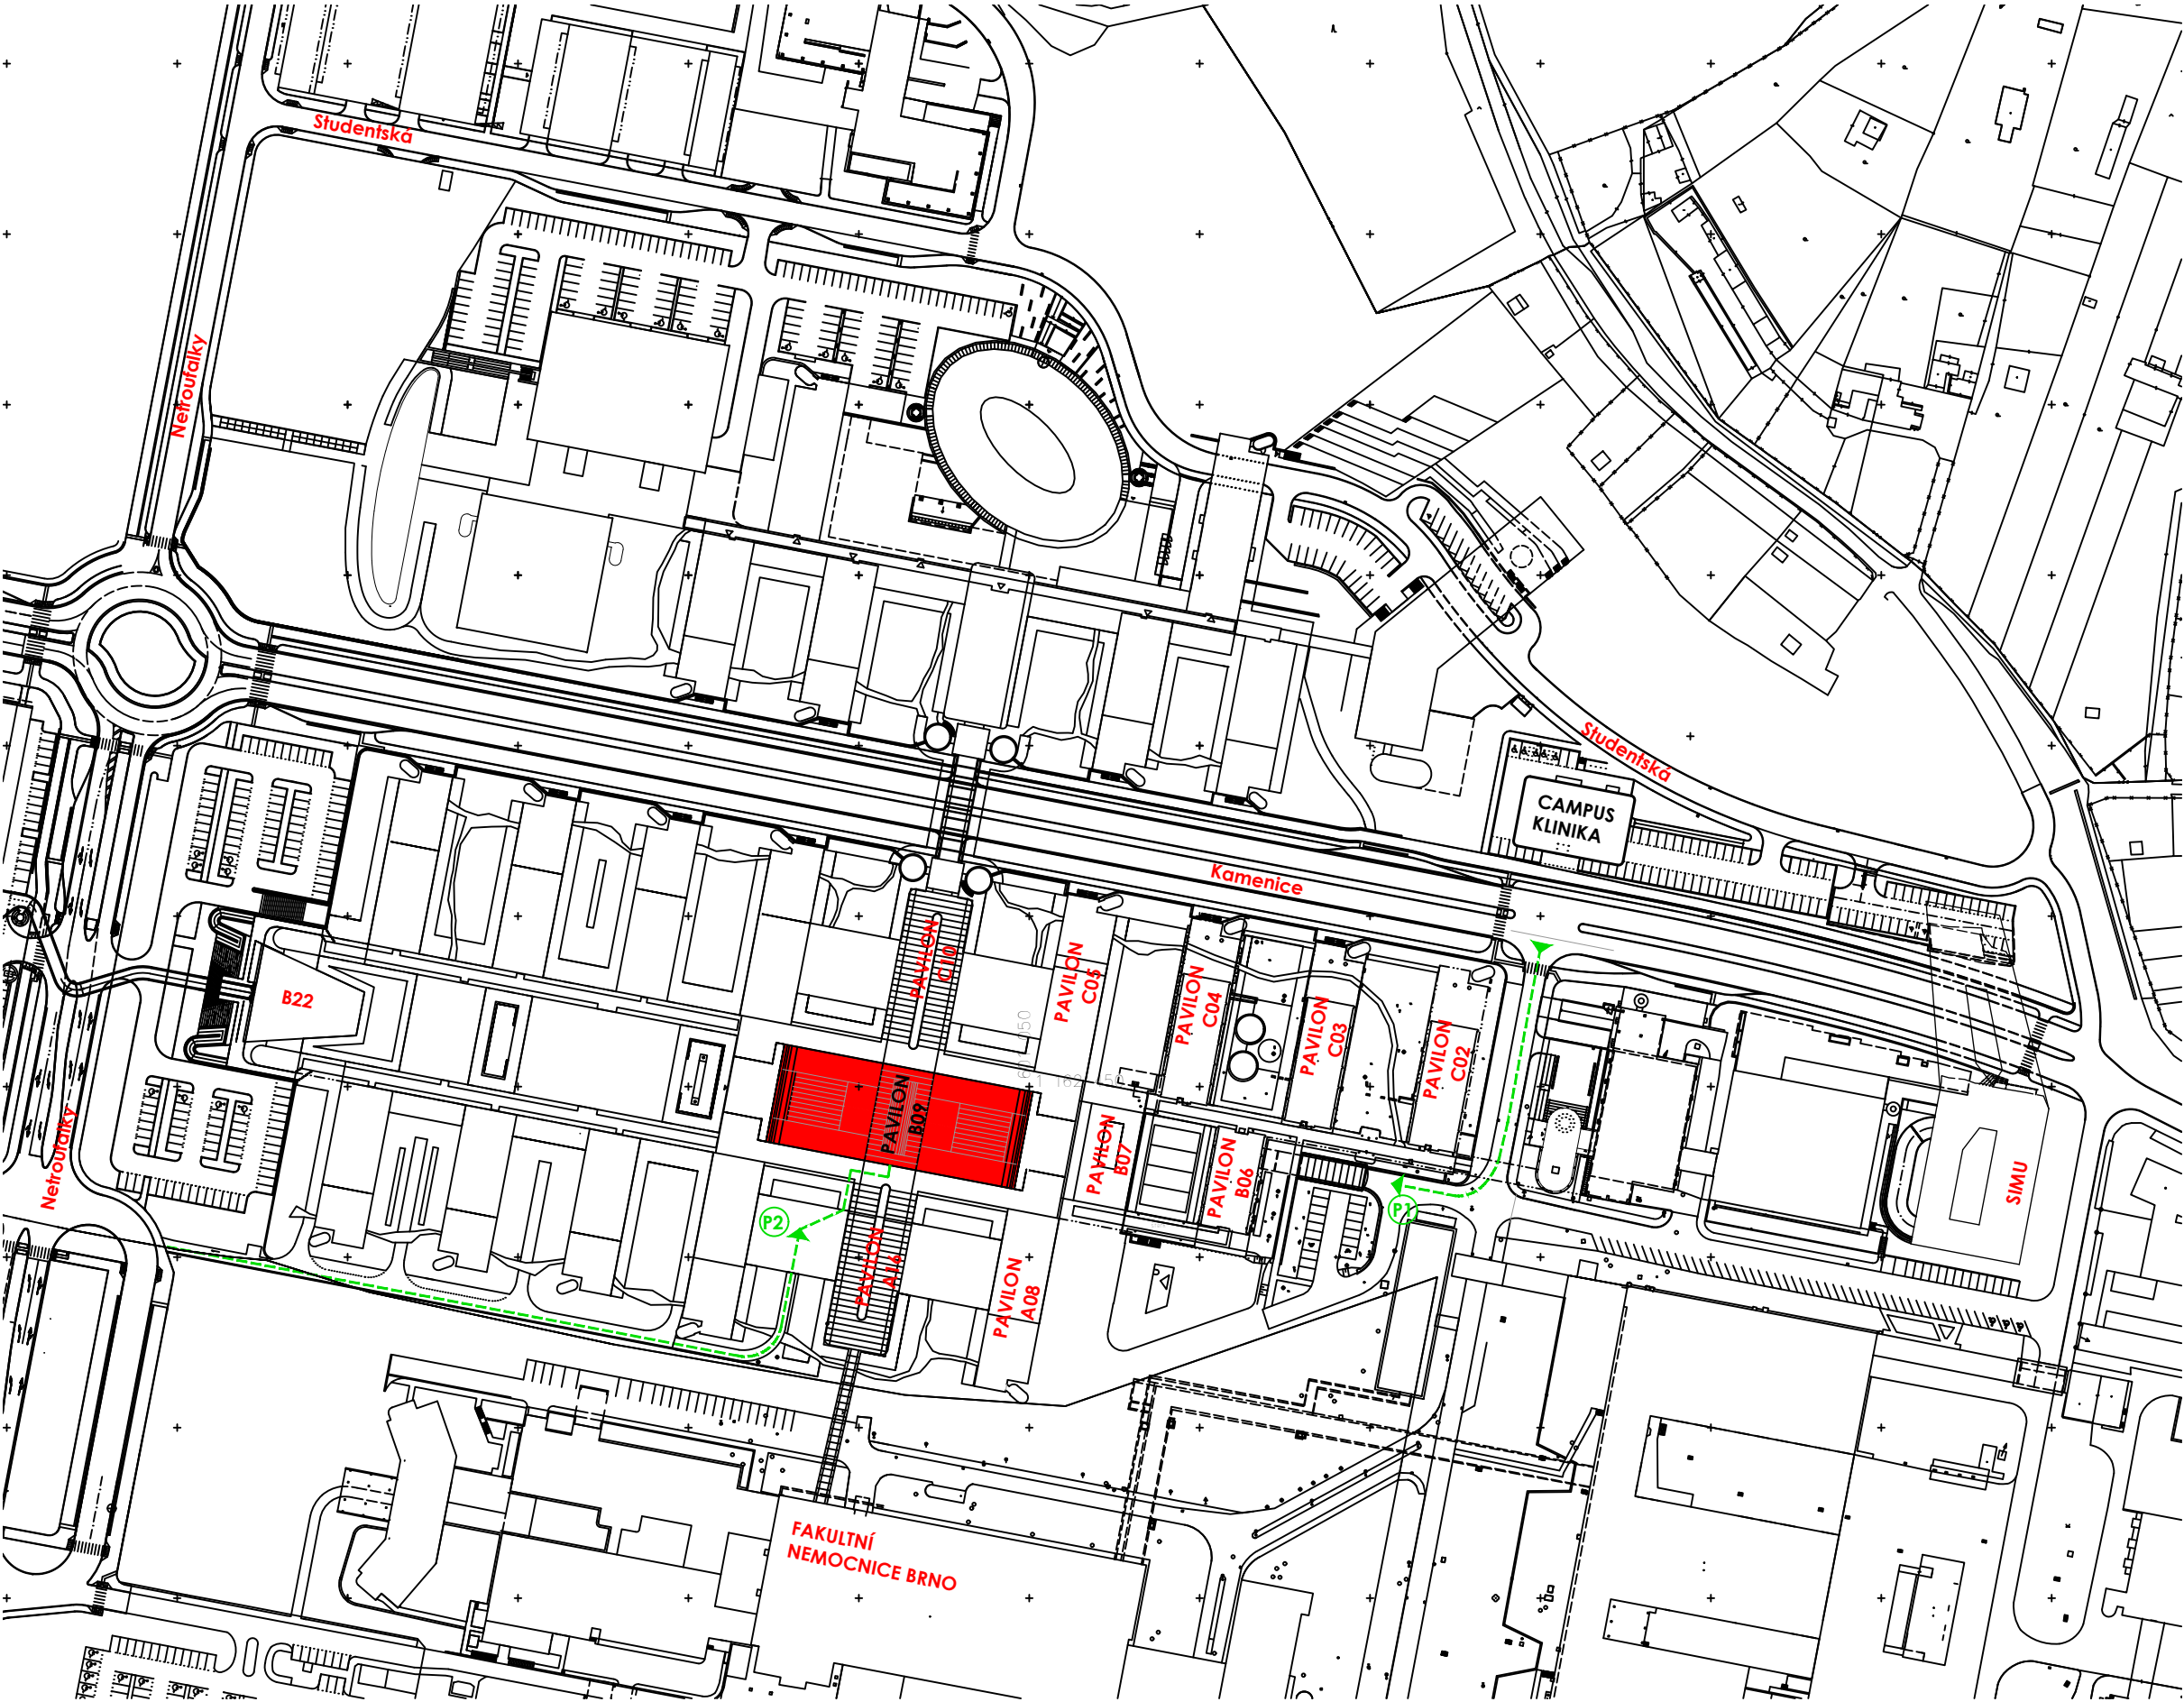 Studentská
Netroufalky
Studentská
CAMPUS
KLINIKA
Kamenice
PAVILON
C10
PAVILON
C05
PAVILON
C04
PAVILON
C03
PAVILON
C02
B22
PAVILON
B09
PAVILON
B07
PAVILON
B06
SIMU
Netroufalky
P2
P1
PAVILON
A16
PAVILON
A08
FAKULTNÍ
NEMOCNICE BRNO